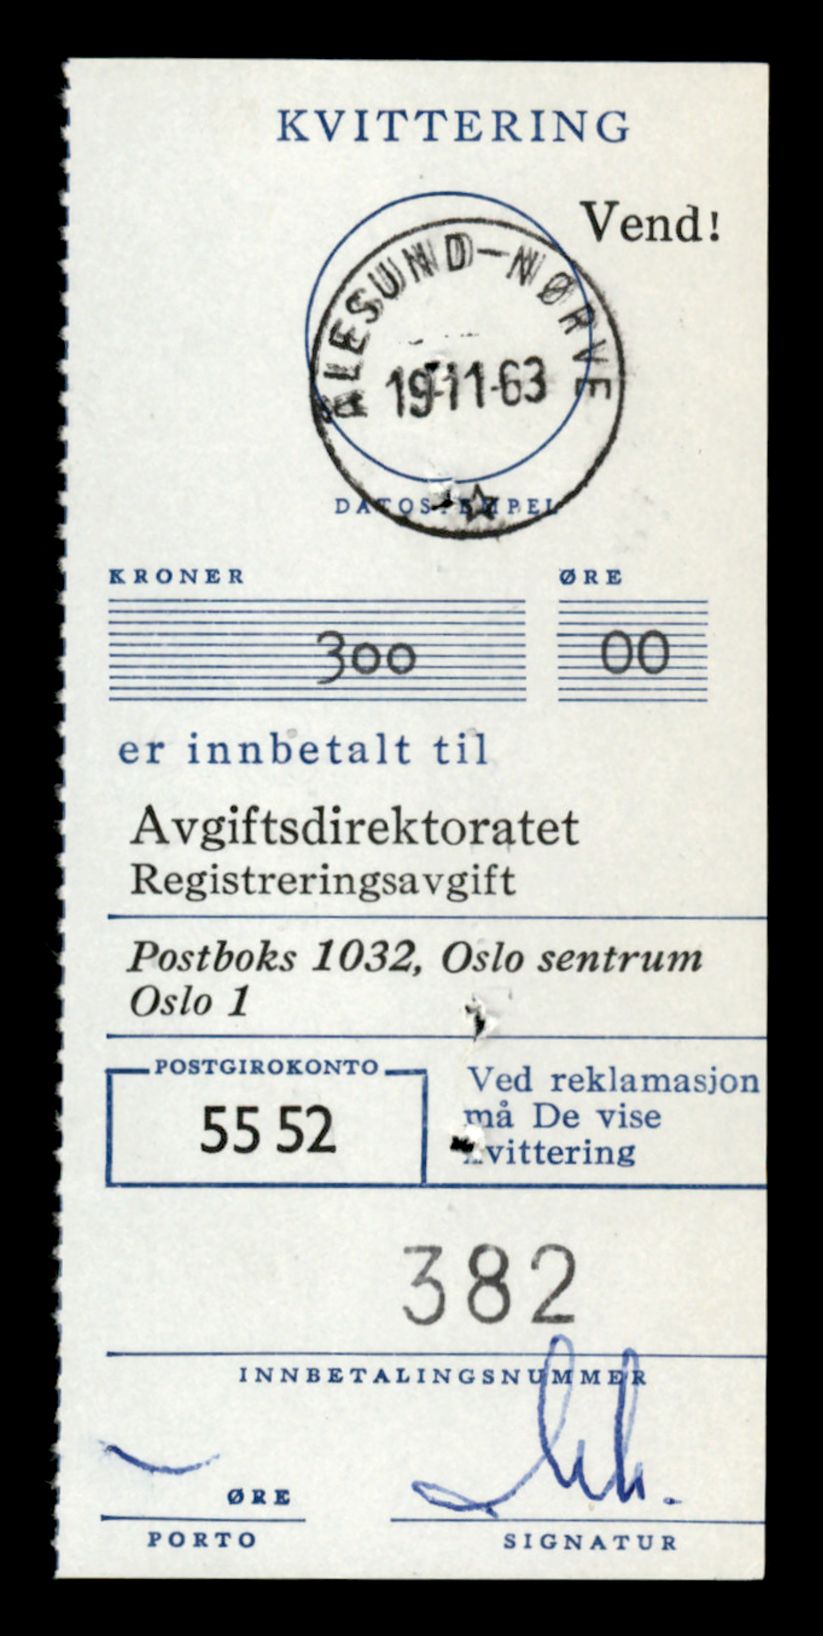 KVITTERING
Vend!
ÅLESUND-NØRVE
19-11-63
DATOSTEMPEL
KRONER ØRE
300 00
er innbetalt til
Avgiftsdirektoratet
Registreringsavgift
Postboks 1032, Oslo sentrum
Oslo 1
POSTGIROKONTO
55 52
Ved reklamasjon
må De vise
kvittering
382
INNBETALINGSNUMMER
ØRE
PORTO
SIGNATUR